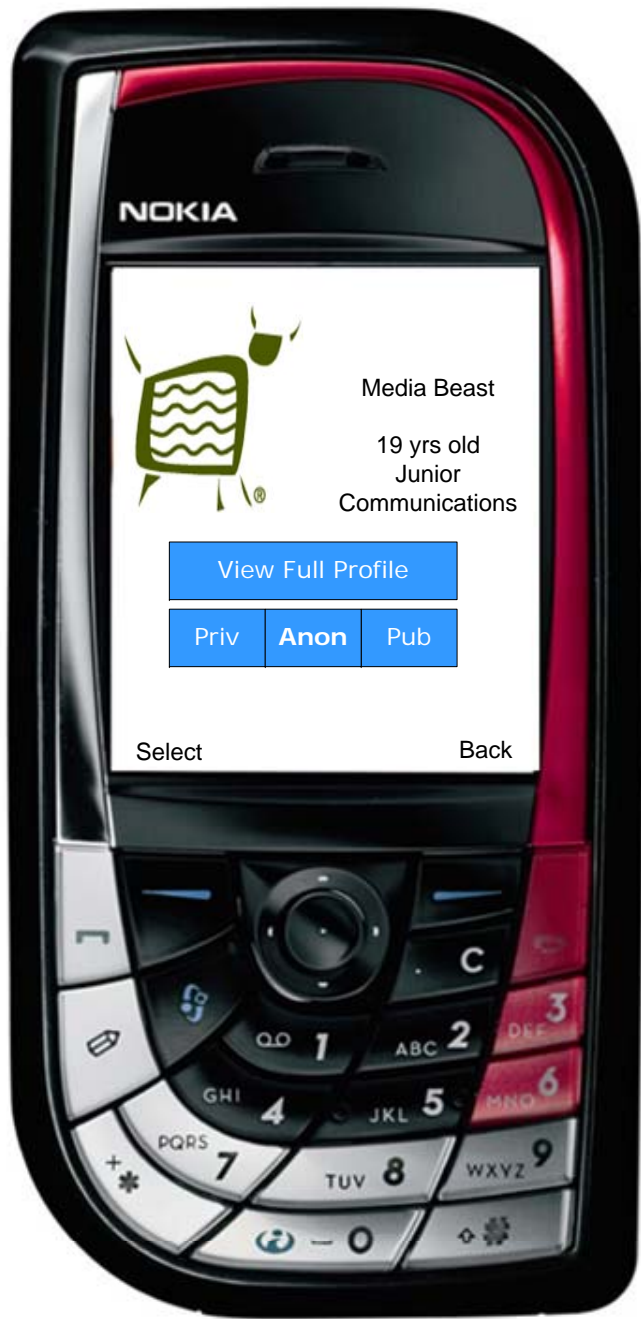 NOKIA
Media Beast
19 yrs old
Junior
Communications
®
View Full Profile
Priv Anon Pub
Select Back
C
1
ABC 2
DEF 3
GHI 4
JKL 5
MNO 6
PQRS 7
TUV 8
WXYZ 9
+ *
- 0